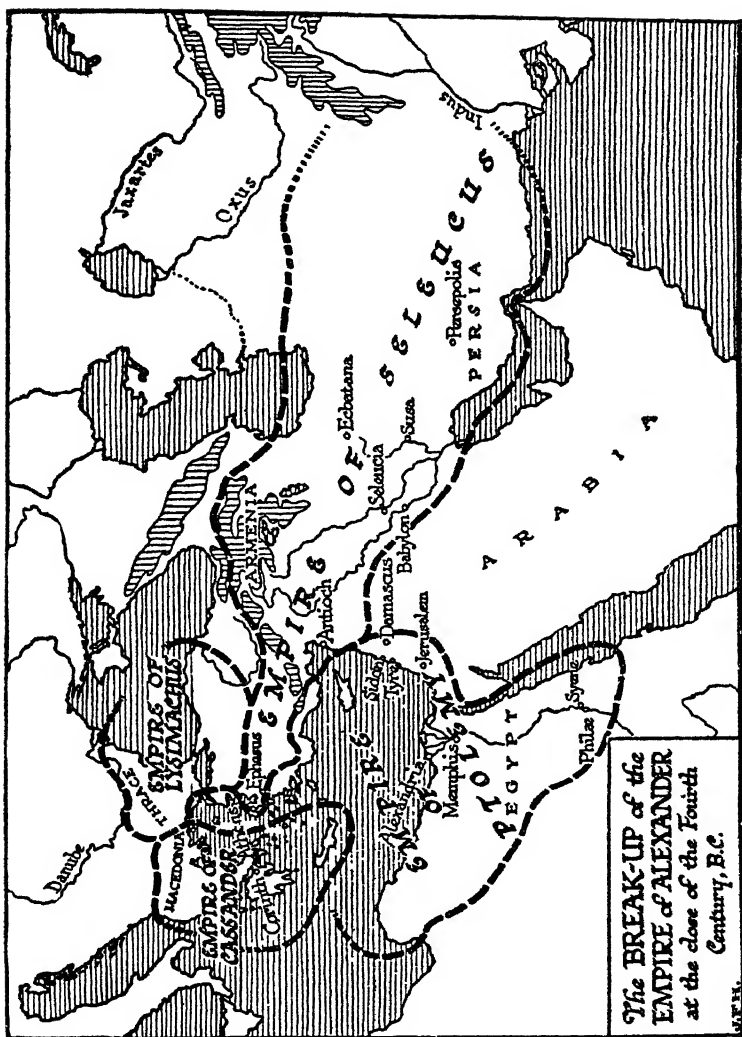 Jaxartes
Oxus
Indus
Danube
THRACE
MACEDONIA
EMPIRE OF
LYSIMACHUS
EMPIRE OF
CASSANDER
Athens
Corinth
Ephesus
ARMENIA
EMPIRE OF SELEUCUS
Antioch
Ecbatana
Seleucia
Susa
Persepolis
PERSIA
Damascus
Babylon
Sidon
Tyre
Jerusalem
EMPIRE
OF
PTOLEMY
Alexandria
Memphis
EGYPT
Syene
Philae
ARABIA
The BREAK-UP of the
EMPIRE of ALEXANDER
at the close of the Fourth
Century, B.C.
J.F.H.